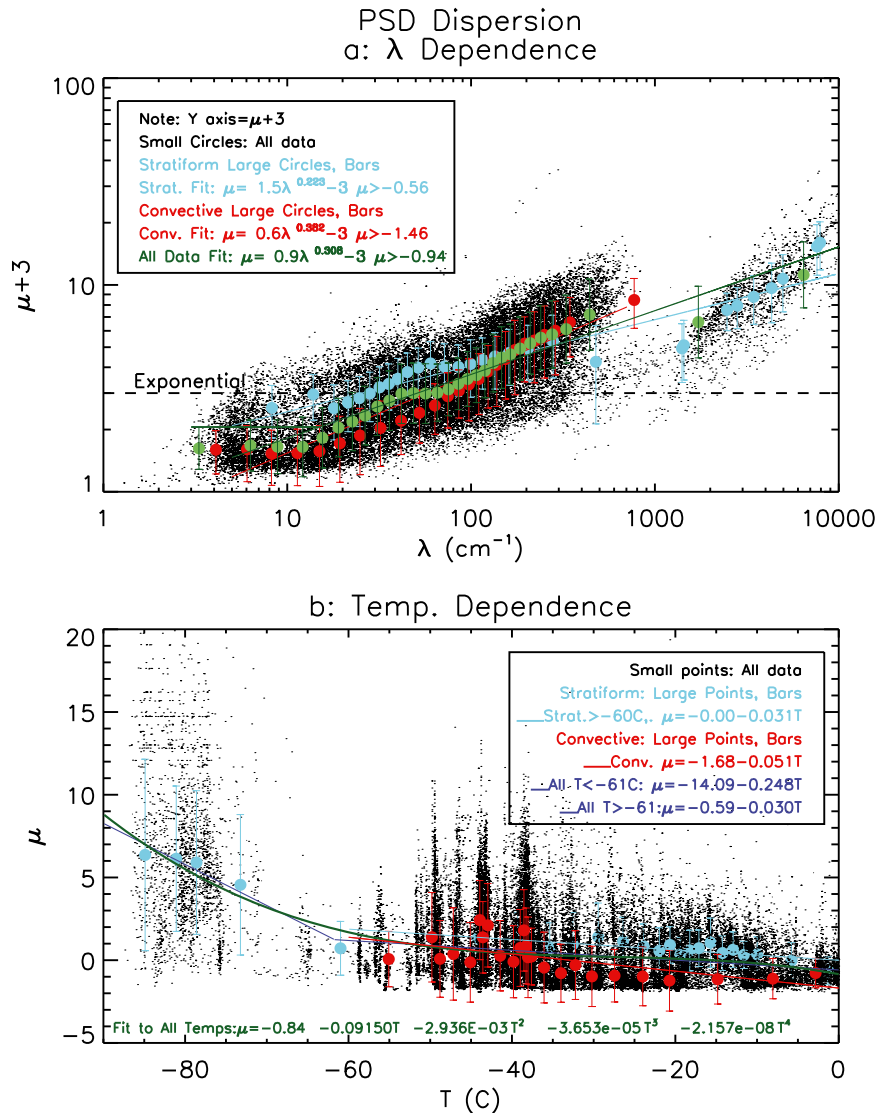 PSD Dispersion
a: λ Dependence
100
10
1
μ+3
Note: Y axis=μ+3
Small Circles: All data
Stratiform Large Circles, Bars
Strat. Fit: μ= 1.5λ^0.223−3 μ>−0.56
Convective Large Circles, Bars
Conv. Fit: μ= 0.6λ^0.382−3 μ>−1.46
All Data Fit: μ= 0.9λ^0.308−3 μ>−0.94
Exponential
1 10 100 1000 10000
λ (cm⁻¹)
b: Temp. Dependence
20
15
10
5
0
−5
μ
Small points: All data
Stratiform: Large Points, Bars
Strat.>−60C,. μ=−0.00−0.031T
Convective: Large Points, Bars
Conv. μ=−1.68−0.051T
All T<−61C: μ=−14.09−0.248T
All T>−61:μ=−0.59−0.030T
Fit to All Temps:μ=−0.84 −0.09150T −2.936E−03T² −3.653e−05T³ −2.157e−08T⁴
−80 −60 −40 −20 0
T (C)